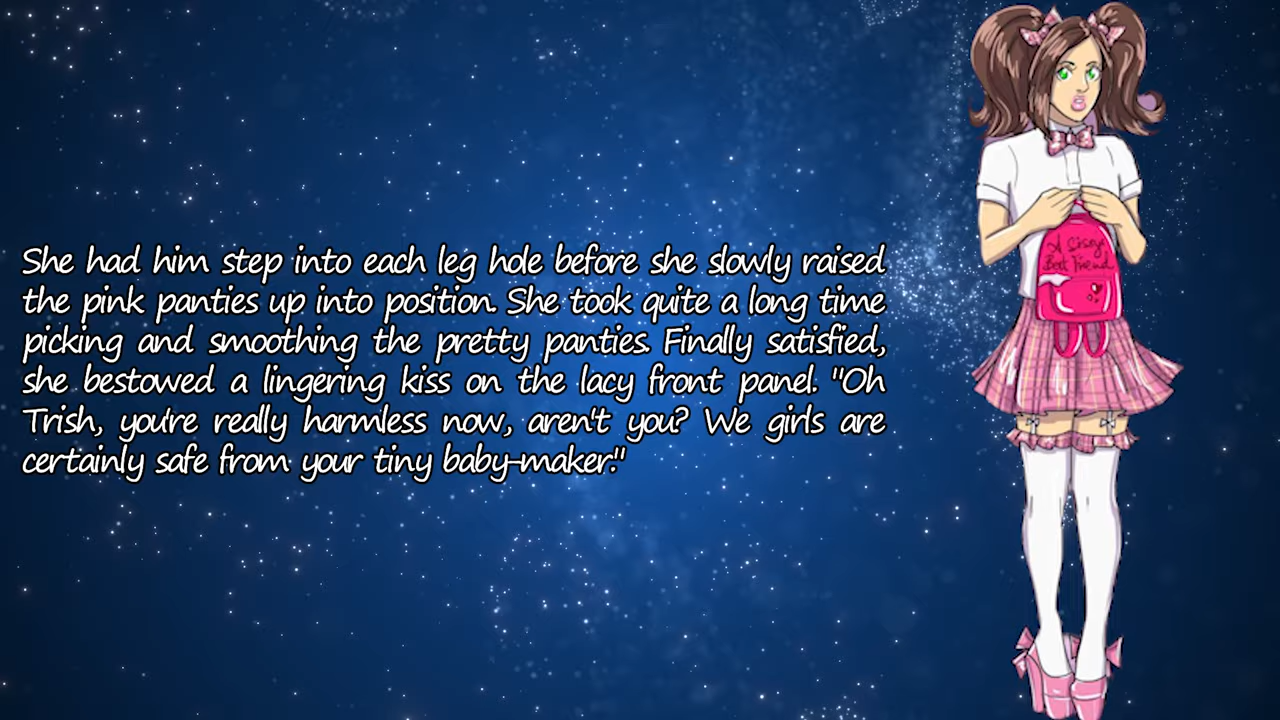 She had him step into each leg hole before she slowly raised
the pink panties up into position. She took quite a long time
picking and smoothing the pretty panties. Finally satisfied,
she bestowed a lingering kiss on the lacy front panel. "Oh
Trish, you're really harmless now, aren't you? We girls are
certainly safe from your tiny baby-maker."
A Sissy's
Best Friend